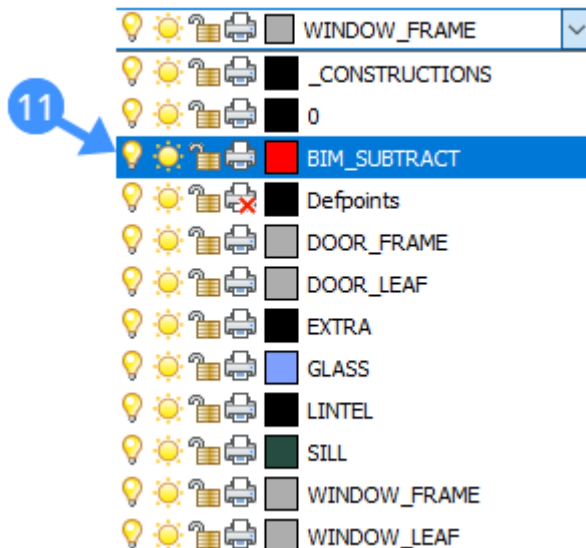 WINDOW_FRAME
_CONSTRUCTIONS
0
11
BIM_SUBTRACT
Defpoints
DOOR_FRAME
DOOR_LEAF
EXTRA
GLASS
LINTEL
SILL
WINDOW_FRAME
WINDOW_LEAF